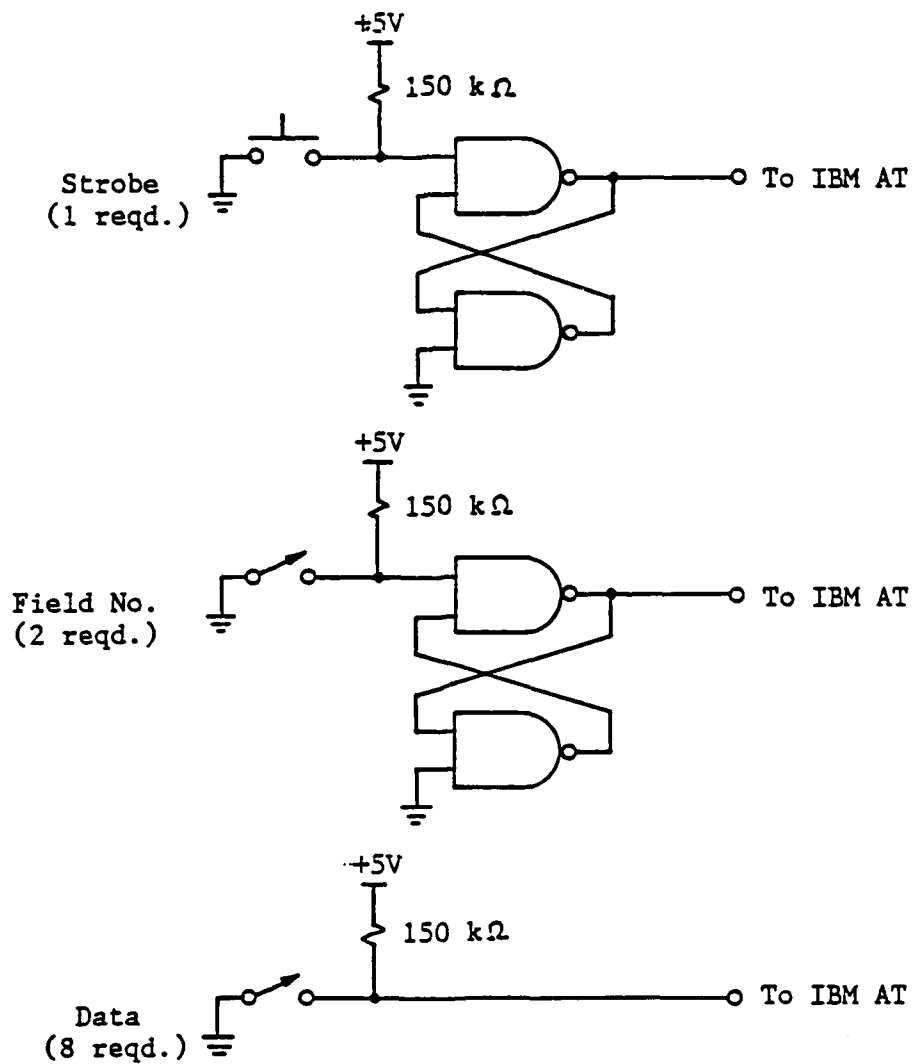 +5V
150 kΩ
Strobe
(1 reqd.)
To IBM AT
+5V
150 kΩ
Field No.
(2 reqd.)
To IBM AT
+5V
150 kΩ
Data
(8 reqd.)
To IBM AT